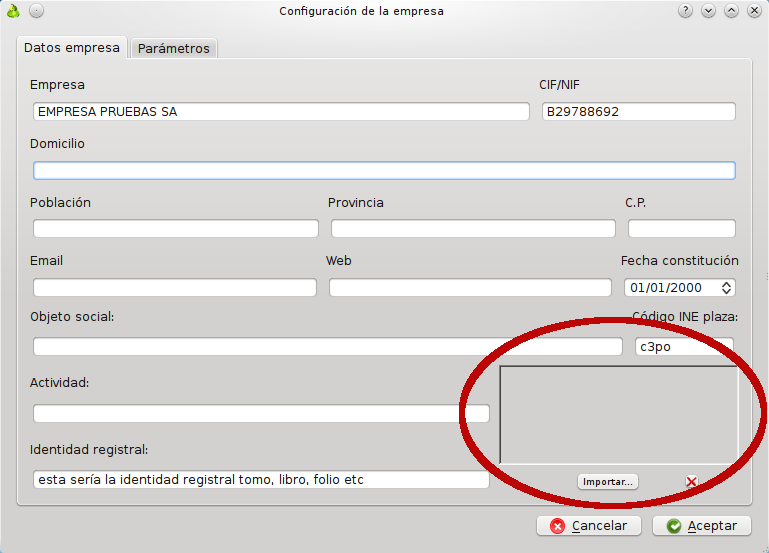 Configuración de la empresa
Datos empresa Parámetros
Empresa CIF/NIF
EMPRESA PRUEBAS SA B29788692
Domicilio
Población Provincia C.P.
Email Web Fecha constitución
01/01/2000
Objeto social: Código INE plaza:
c3po
Actividad:
Identidad registral:
esta sería la identidad registral tomo, libro, folio etc
Importar...
Cancelar Aceptar